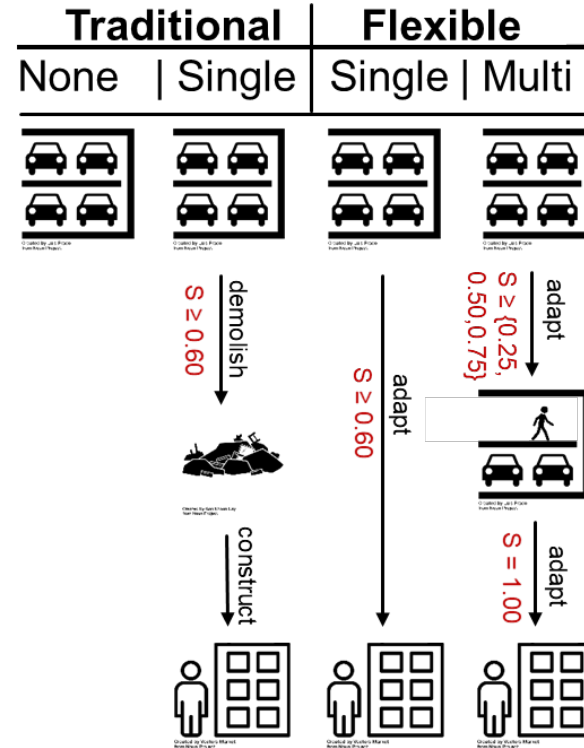 Traditional
Flexible
None | Single
Single | Multi
demolish
S ≥ 0.60
construct
adapt
S ≥ 0.60
adapt
S ≥ {0.25,
0.50,0.75}
adapt
S = 1.00